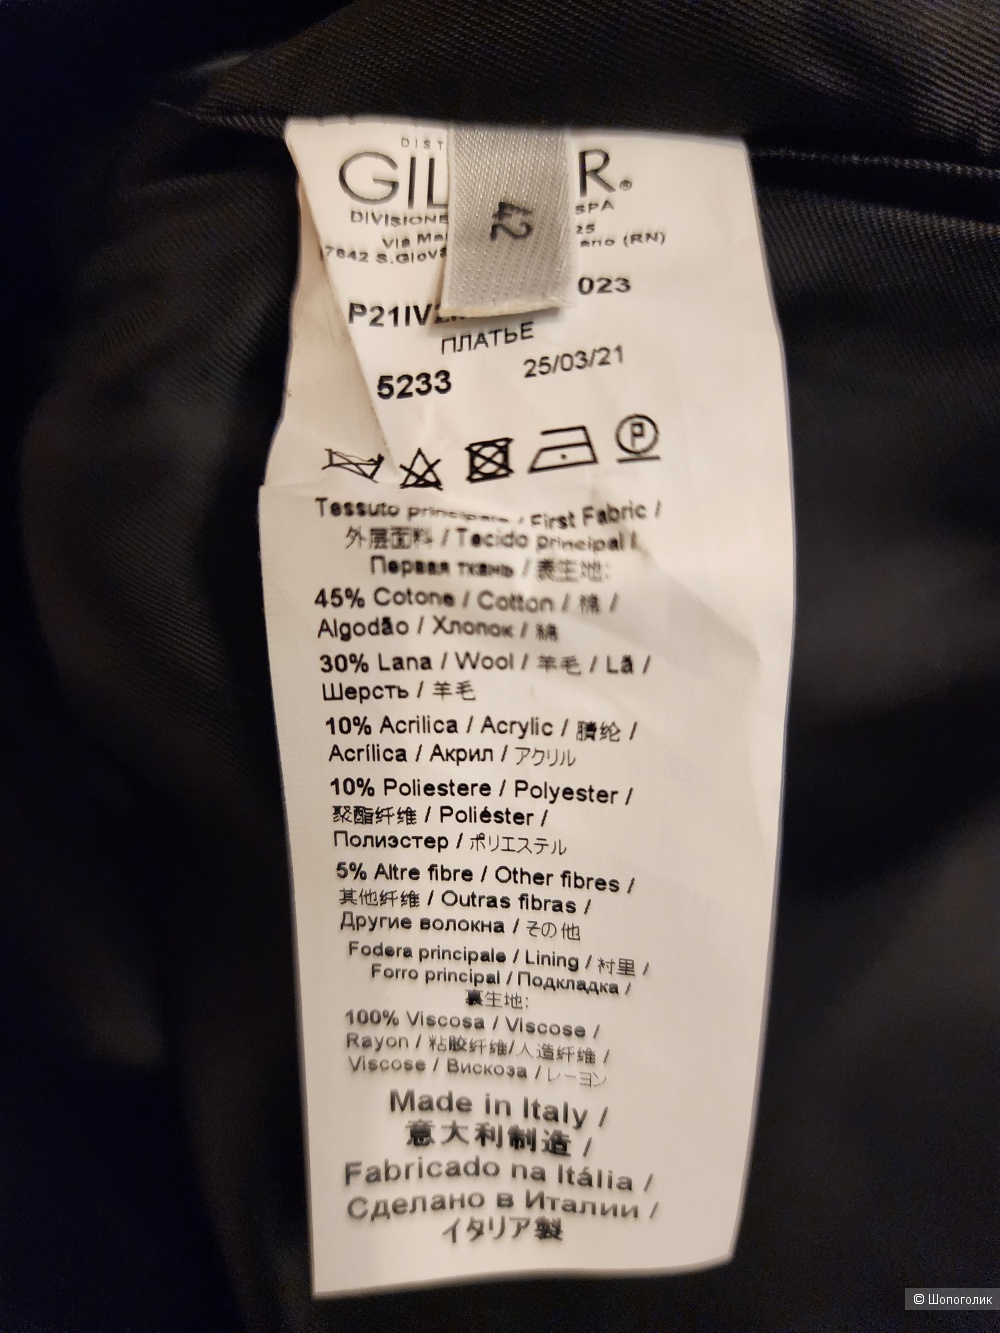 DIST
GIL R®
DIVISIONE SPA
Via Ma 25
7842 S.Giova ano (RN)
42
P21IV 023
ПЛАТЬЕ
5233 25/03/21
P
Tessuto principale / First Fabric /
外层面料 / Tecido principal /
Первая ткань / 表生地:
45% Cotone / Cotton / 棉 /
Algodão / Хлопок / 綿
30% Lana / Wool / 羊毛 / Lã /
Шерсть / 羊毛
10% Acrilica / Acrylic / 腈纶 /
Acrílica / Акрил / アクリル
10% Poliestere / Polyester /
聚酯纤维 / Poliéster /
Полиэстер / ポリエステル
5% Altre fibre / Other fibres /
其他纤维 / Outras fibras /
Другие волокна / その他
Fodera principale / Lining / 衬里 /
Forro principal / Подкладка /
裏生地:
100% Viscosa / Viscose /
Rayon / 粘胶纤维/人造纤维 /
Viscose / Вискоза / レーヨン
Made in Italy /
意大利制造 /
Fabricado na Itália /
Сделано в Италии /
イタリア製
© Шопоголик